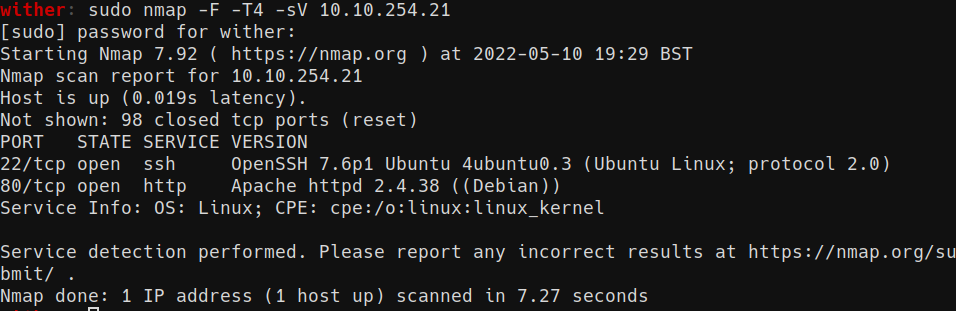 wither: sudo nmap -F -T4 -sV 10.10.254.21
[sudo] password for wither:
Starting Nmap 7.92 ( https://nmap.org ) at 2022-05-10 19:29 BST
Nmap scan report for 10.10.254.21
Host is up (0.019s latency).
Not shown: 98 closed tcp ports (reset)
PORT   STATE SERVICE VERSION
22/tcp open  ssh     OpenSSH 7.6p1 Ubuntu 4ubuntu0.3 (Ubuntu Linux; protocol 2.0)
80/tcp open  http    Apache httpd 2.4.38 ((Debian))
Service Info: OS: Linux; CPE: cpe:/o:linux:linux_kernel

Service detection performed. Please report any incorrect results at https://nmap.org/su
bmit/ .
Nmap done: 1 IP address (1 host up) scanned in 7.27 seconds